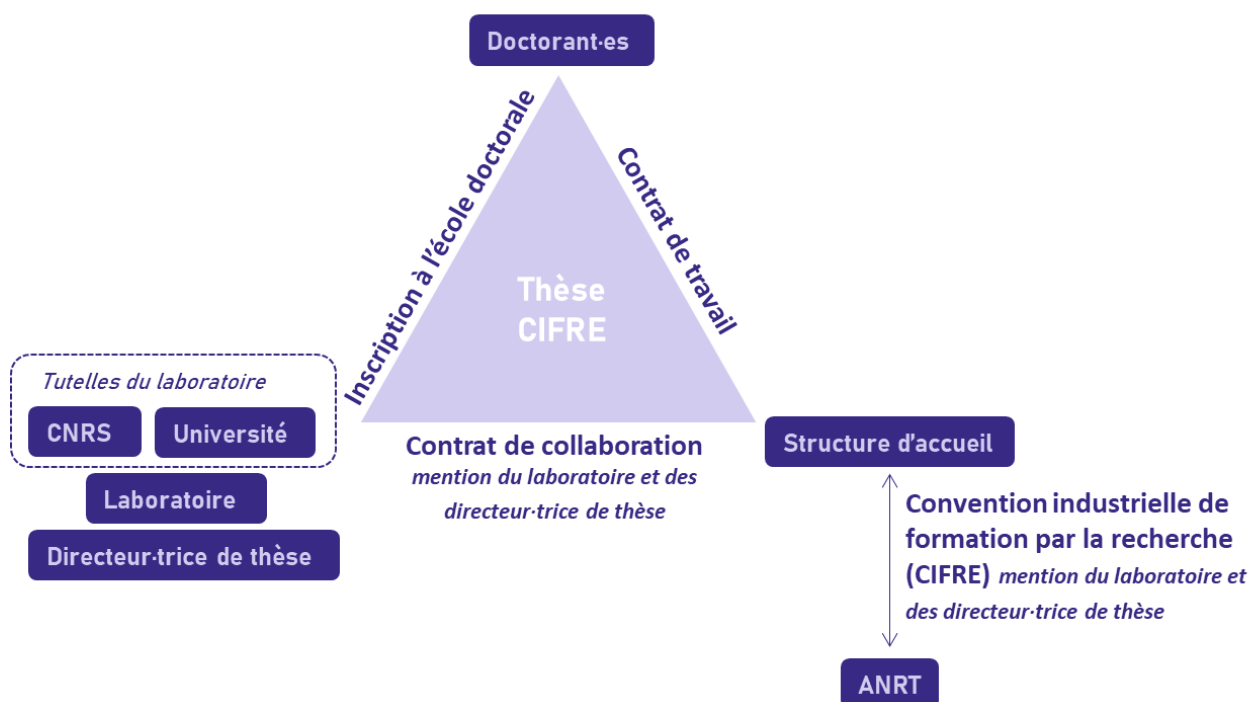 Doctorant·es
Inscription à l'école doctorale
Contrat de travail
Thèse
CIFRE
Tutelles du laboratoire
CNRS
Université
Laboratoire
Directeur·trice de thèse
Contrat de collaboration
mention du laboratoire et des
directeur·trice de thèse
Structure d'accueil
Convention industrielle de
formation par la recherche
(CIFRE) mention du laboratoire et
des directeur·trice de thèse
ANRT